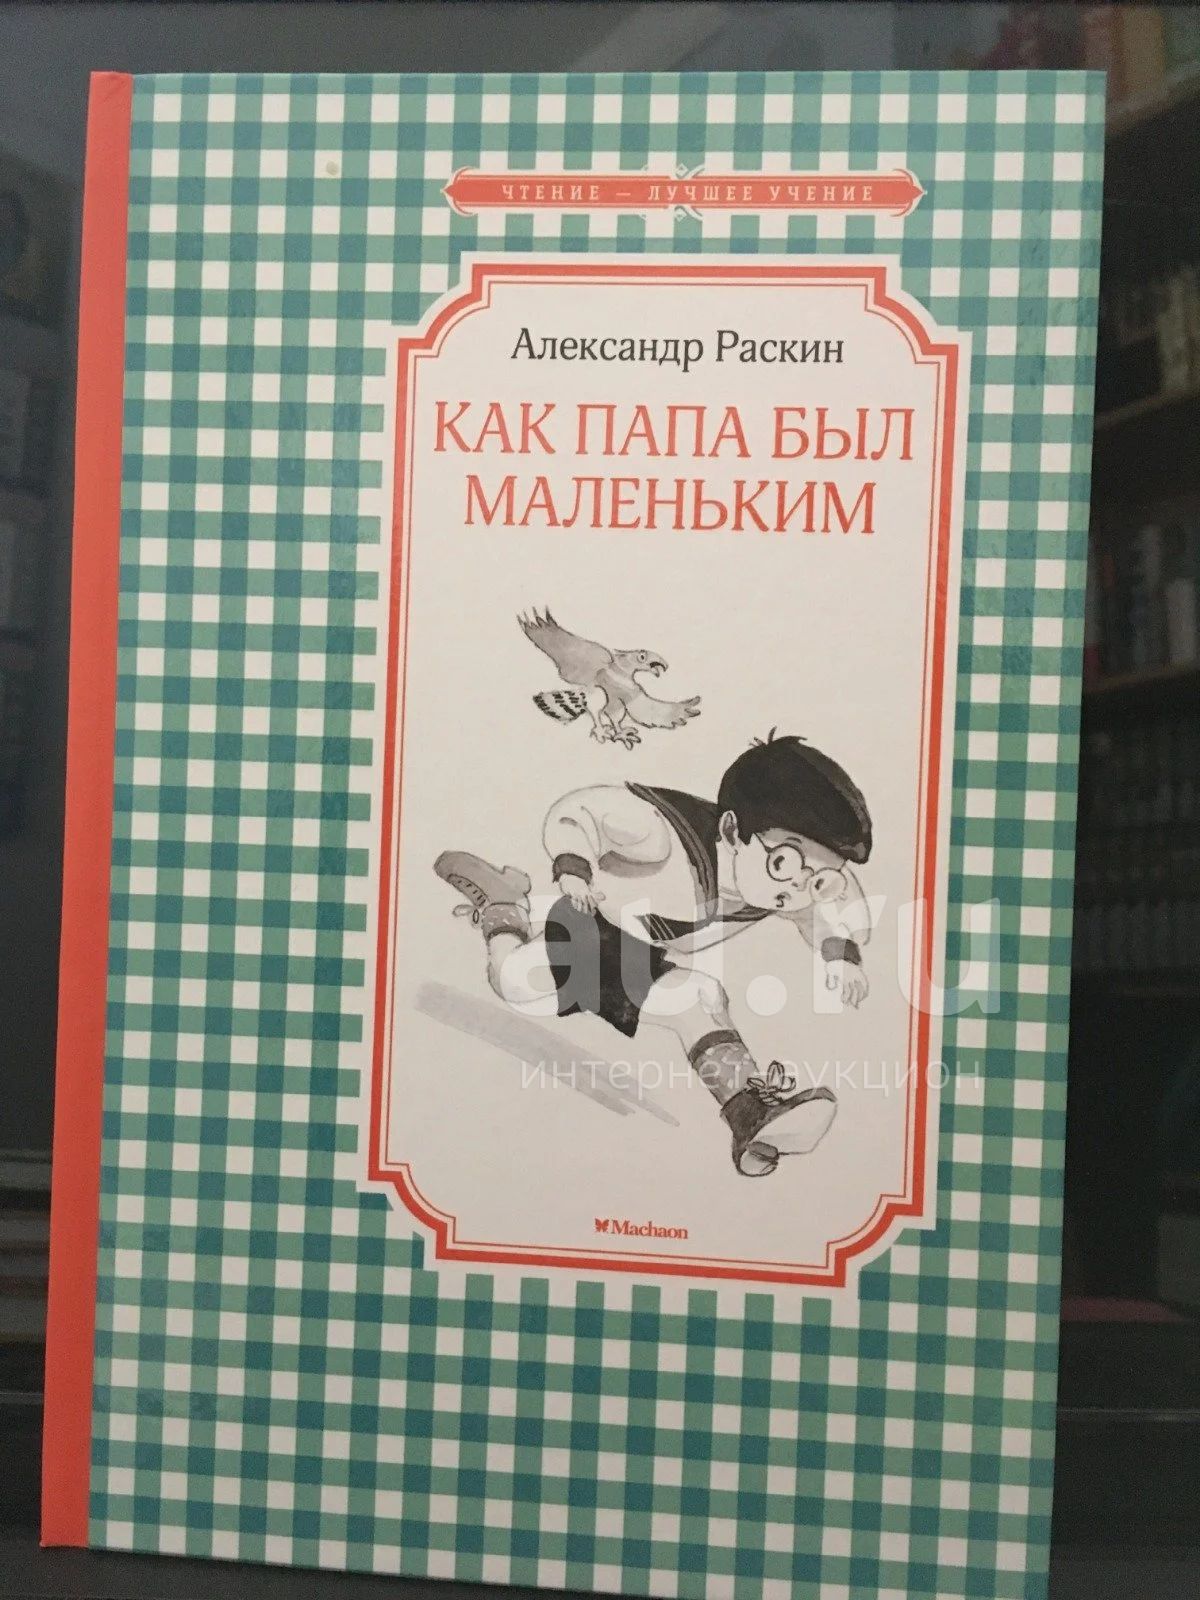 ЧТЕНИЕ — ЛУЧШЕЕ УЧЕНИЕ
Александр Раскин
КАК ПАПА БЫЛ
МАЛЕНЬКИМ
au.ru
интернет-аукцион
Machaon